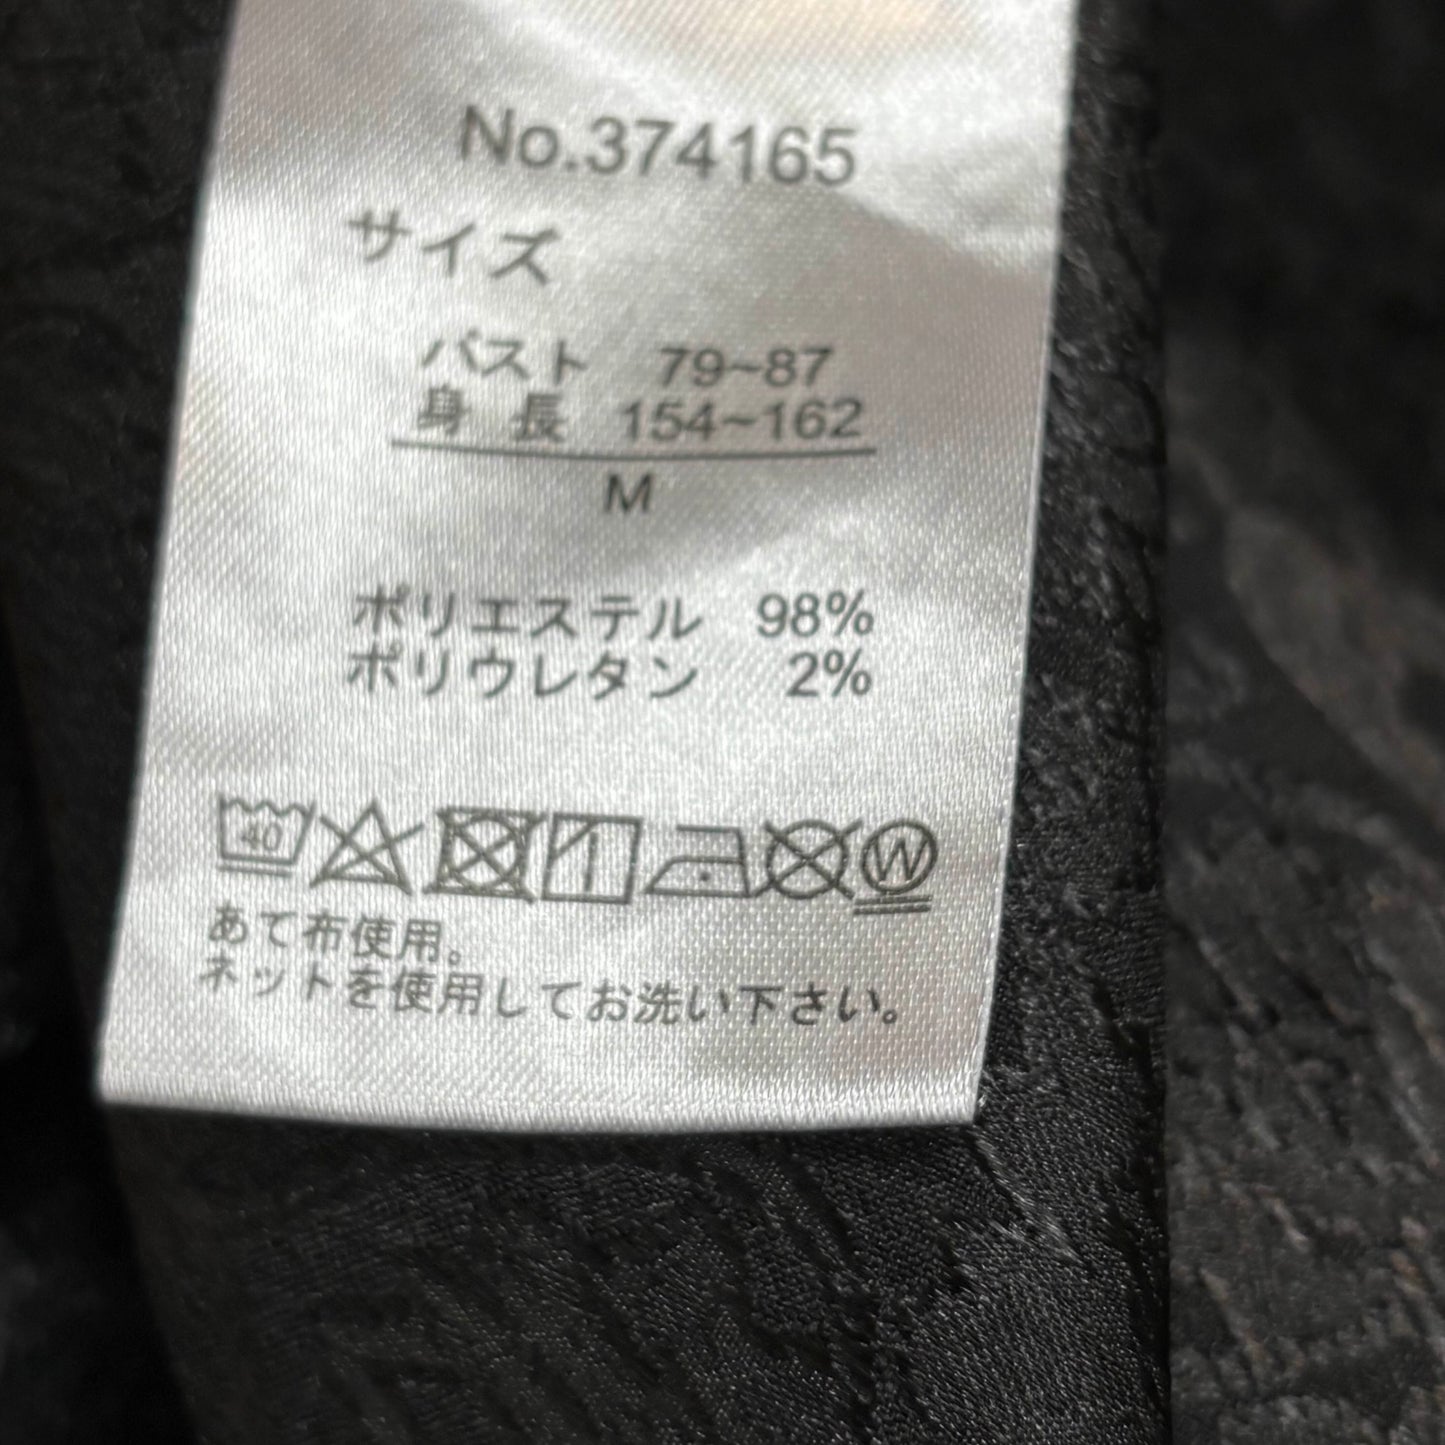 No.374165
サイズ
バスト 79~87
身 長 154~162
M
ポリエステル 98%
ポリウレタン 2%
40 W
あて布使用。
ネットを使用してお洗い下さい。